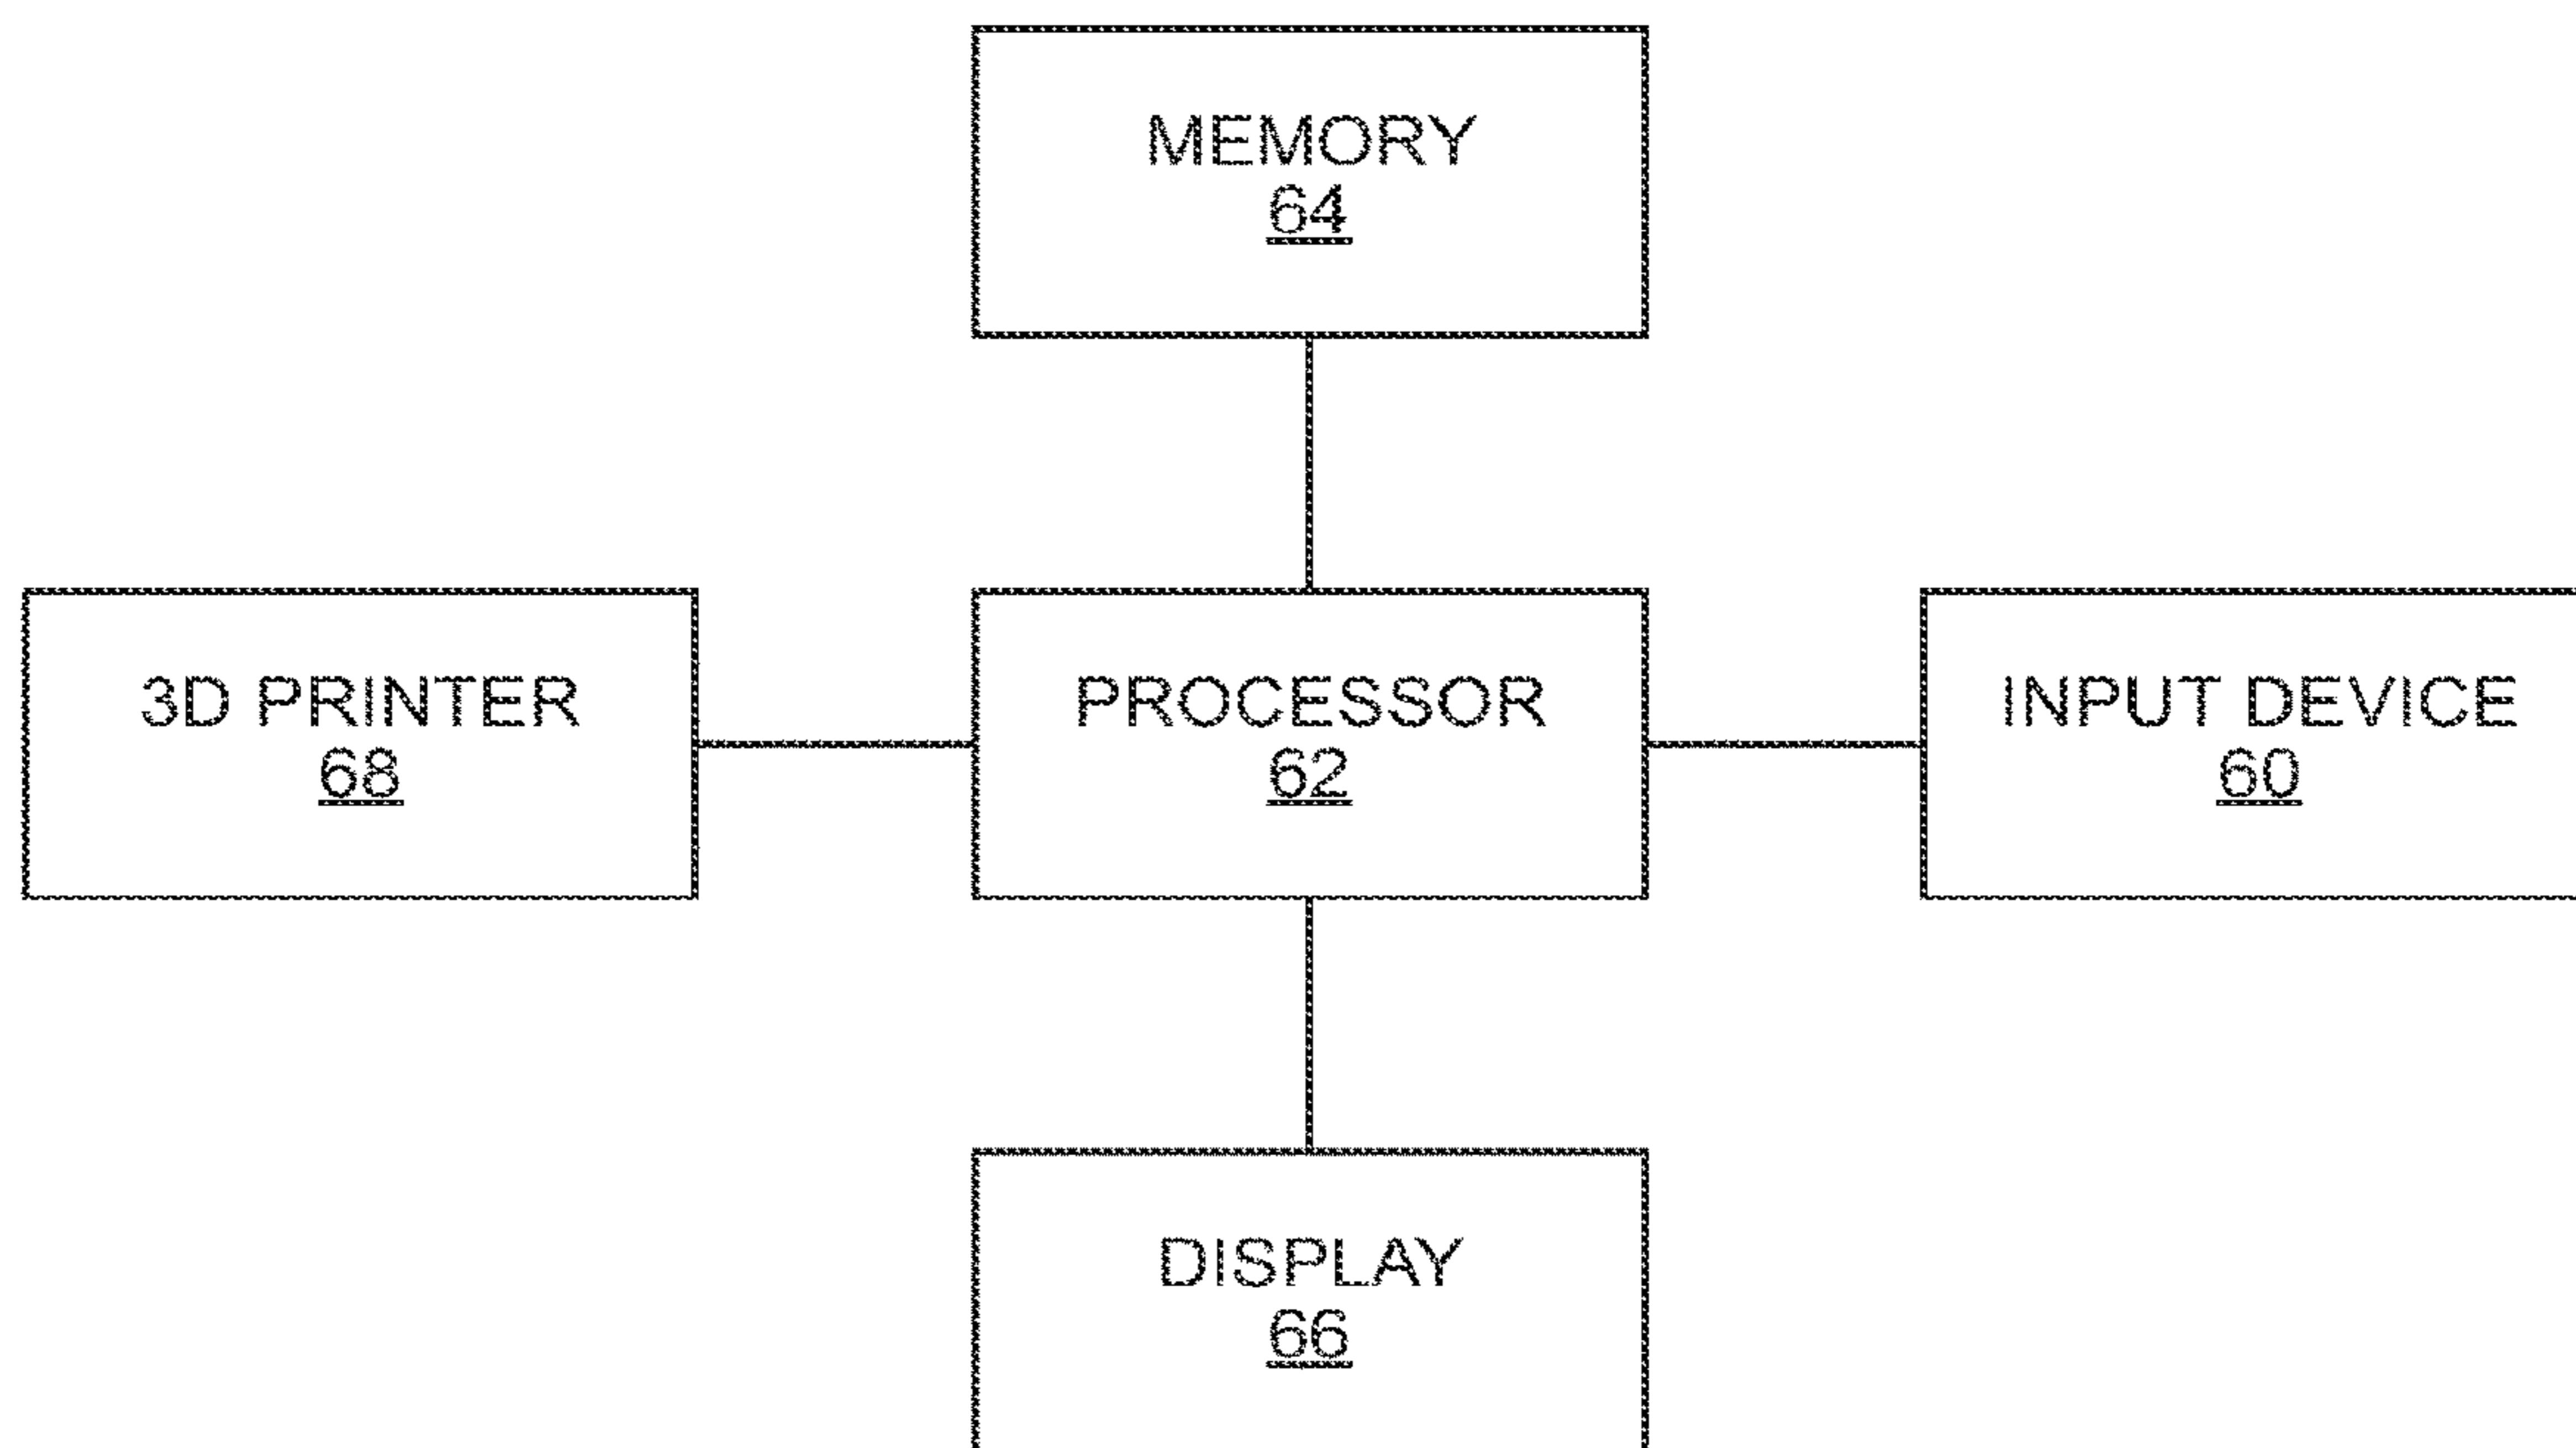 MEMORY
64
3D PRINTER
68
PROCESSOR
62
INPUT DEVICE
60
DISPLAY
66